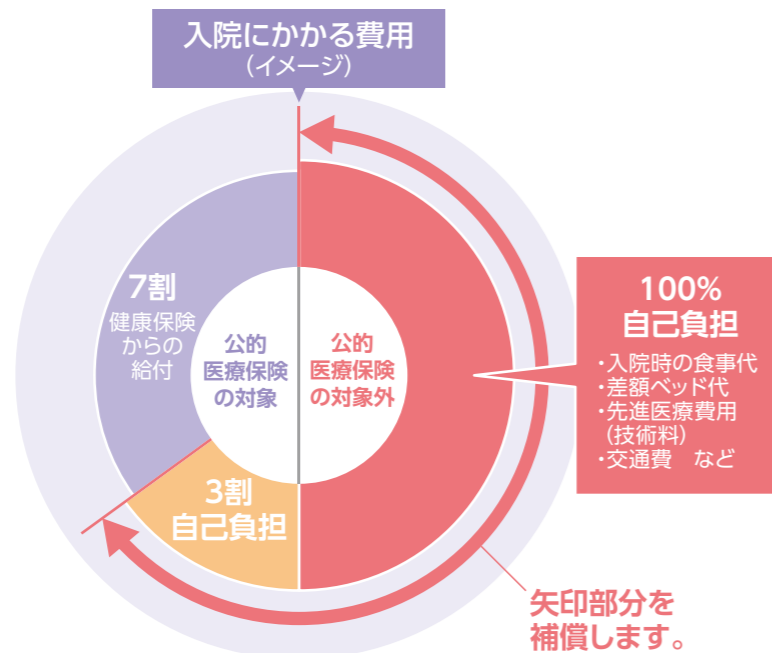 入院にかかる費用
(イメージ)
7割
健康保険
からの
給付
公的
医療保険
の対象
公的
医療保険
の対象外
3割
自己負担
100%
自己負担
・入院時の食事代
・差額ベッド代
・先進医療費用
(技術料)
・交通費　など
矢印部分を
補償します。